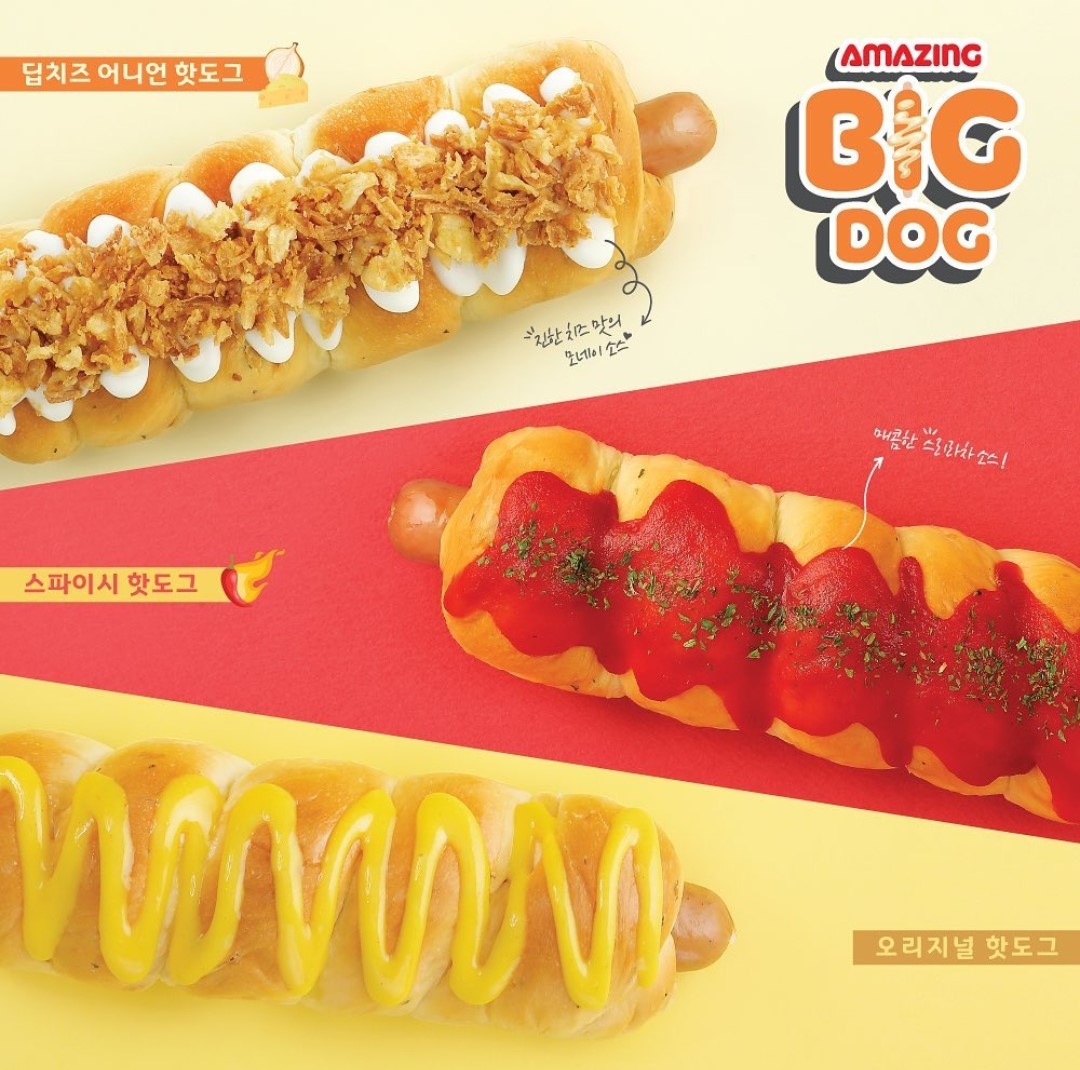 딥치즈 어니언 핫도그
AMAZING
BIG
DOG
진한 치즈 맛의
모네이 소스
매콤한 스리라차 소스!
스파이시 핫도그
오리지널 핫도그